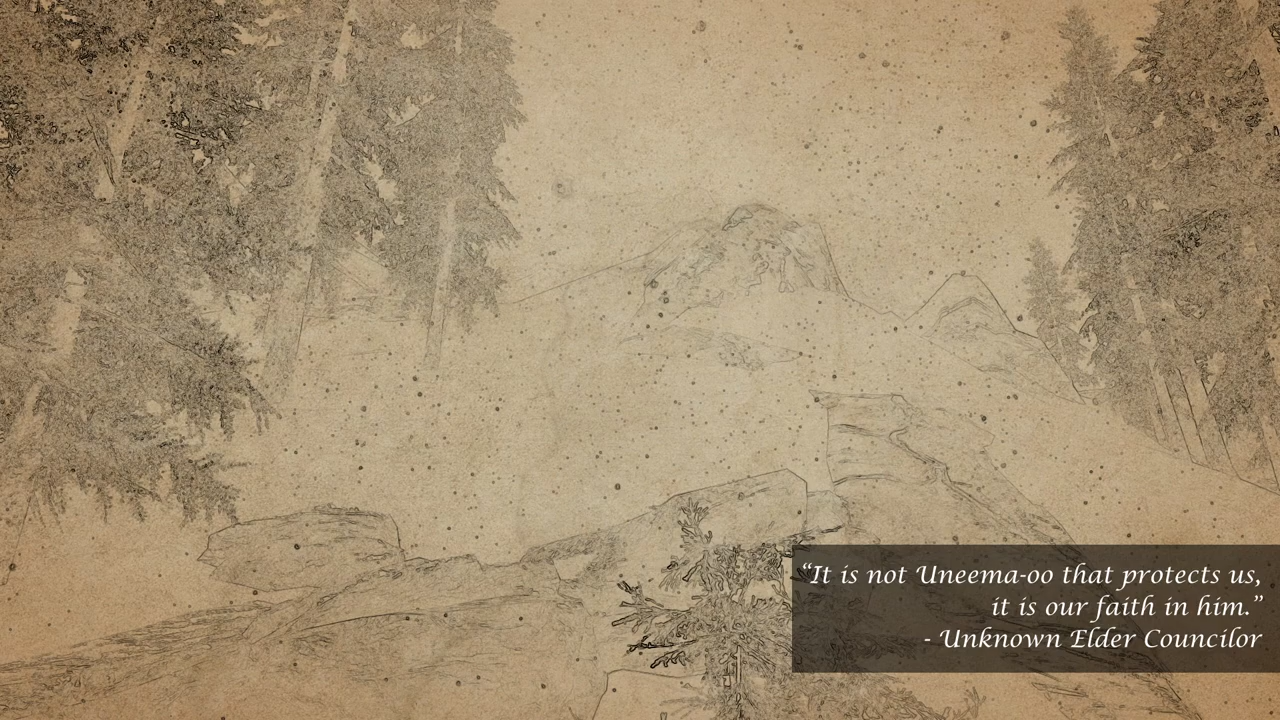 “It is not Uneema-oo that protects us,
it is our faith in him.”
- Unknown Elder Councilor